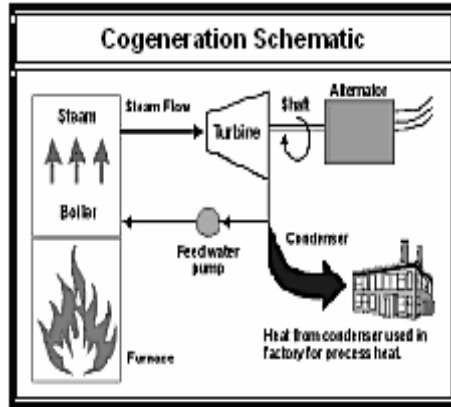 Cogeneration Schematic
Steam Flow
Shaft
Alternator
Steam
Turbine
Boiler
Feedwater
pump
Condenser
Furnace
Heat from condenser used in
factory for process heat.